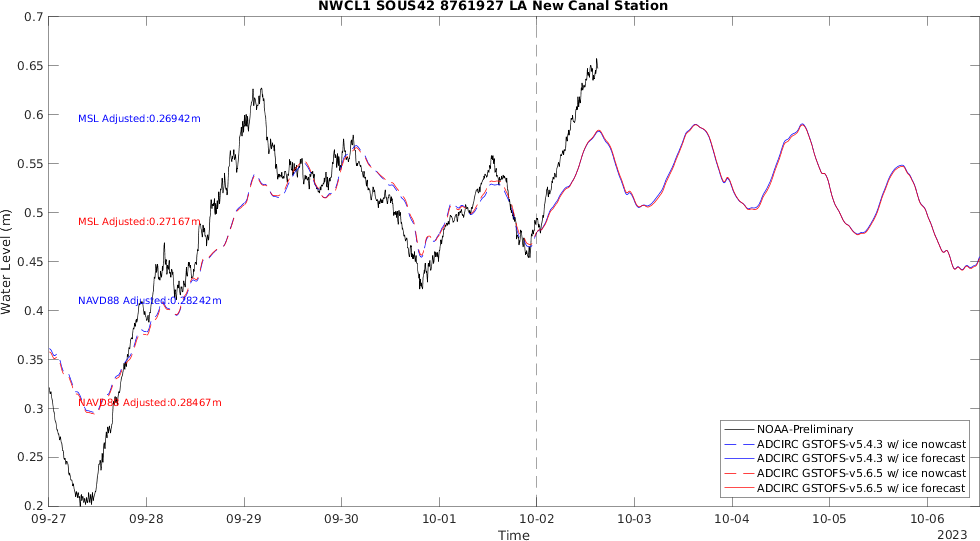 NWCL1 SOUS42 8761927 LA New Canal Station
0.7
0.65
0.6
0.55
0.5
0.45
0.4
0.35
0.3
0.25
0.2
Water Level (m)
MSL Adjusted:0.26942m
MSL Adjusted:0.27167m
NAVD88 Adjusted:0.28242m
NAVD88 Adjusted:0.28467m
NOAA-Preliminary
ADCIRC GSTOFS-v5.4.3 w/ ice nowcast
ADCIRC GSTOFS-v5.4.3 w/ ice forecast
ADCIRC GSTOFS-v5.6.5 w/ ice nowcast
ADCIRC GSTOFS-v5.6.5 w/ ice forecast
09-27 09-28 09-29 09-30 10-01 10-02 10-03 10-04 10-05 10-06
Time
2023